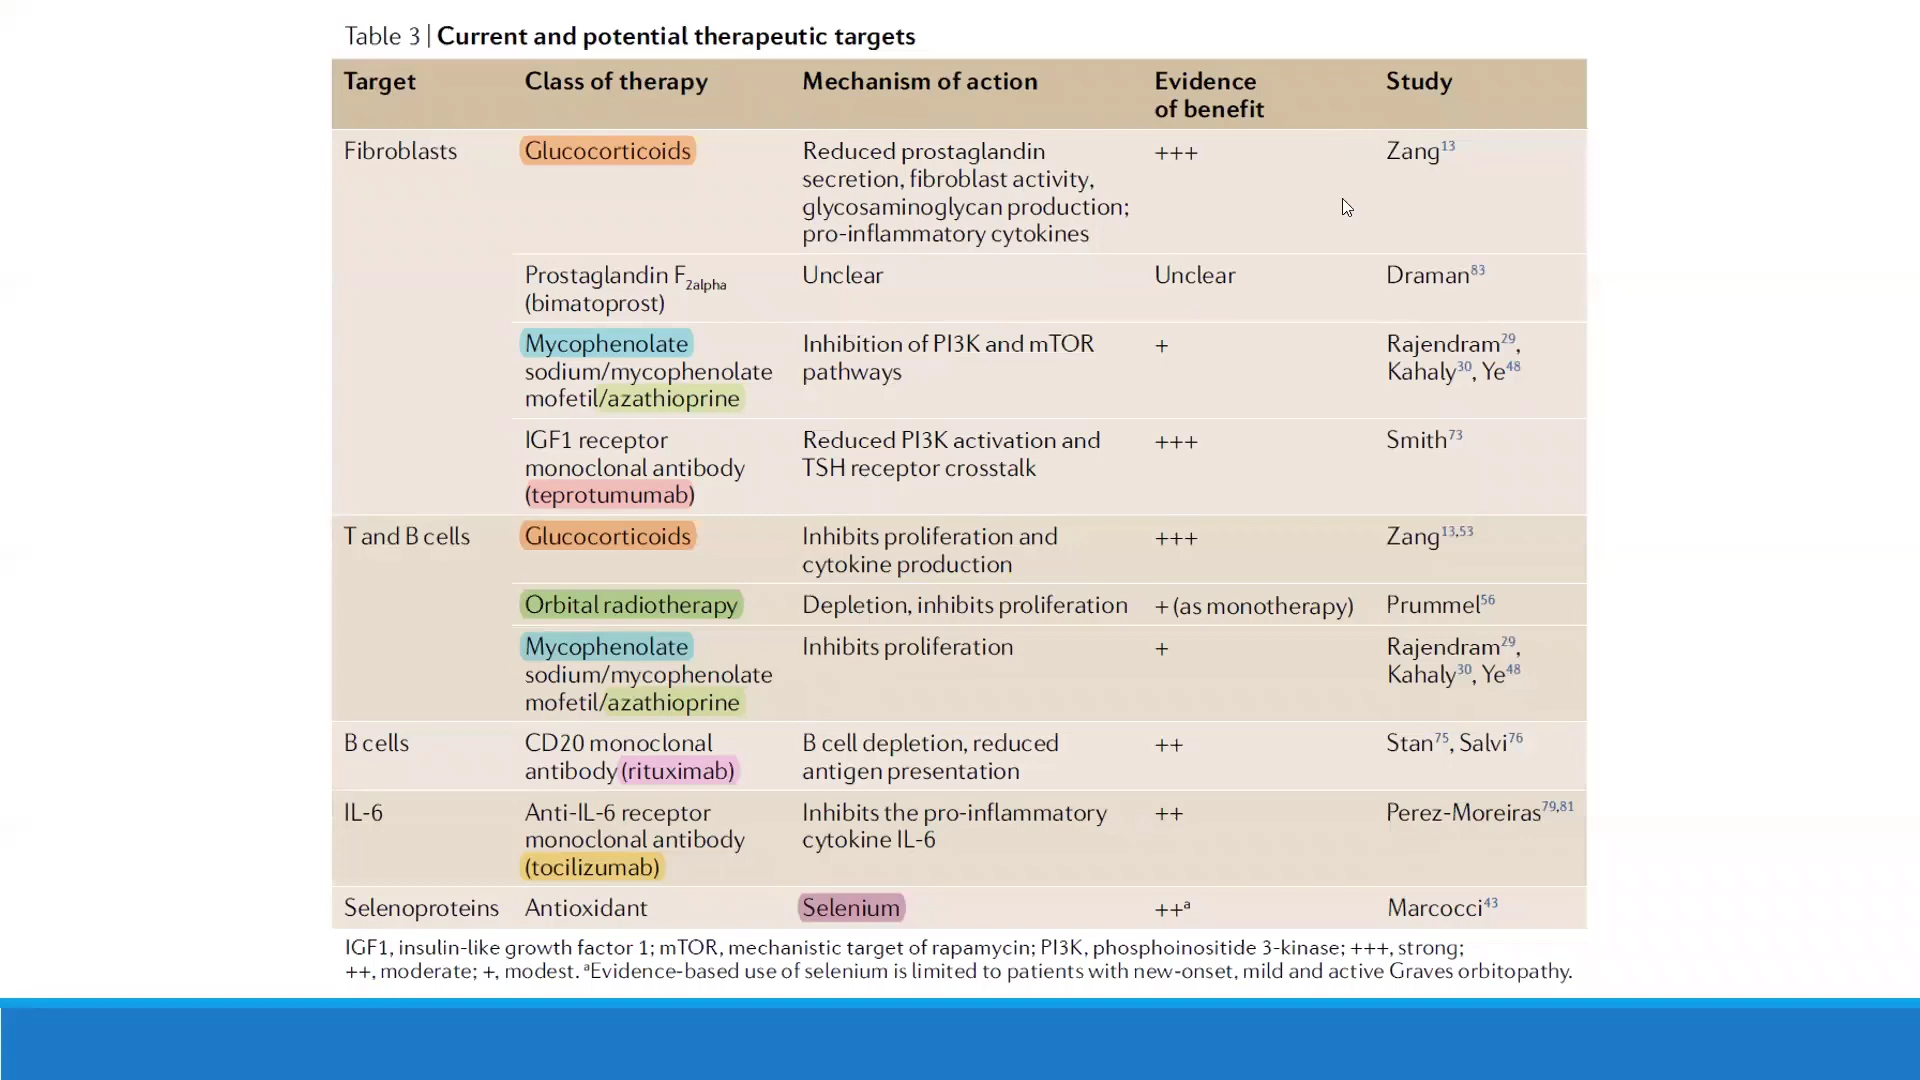 Table 3 | Current and potential therapeutic targets
Target Class of therapy Mechanism of action Evidence of benefit Study
Fibroblasts Glucocorticoids Reduced prostaglandin +++ Zang13
secretion, fibroblast activity,
glycosaminoglycan production;
pro-inflammatory cytokines
Prostaglandin F2alpha Unclear Unclear Draman83
(bimatoprost)
Mycophenolate Inhibition of PI3K and mTOR + Rajendram29,
sodium/mycophenolate pathways Kahaly30, Ye48
mofetil/azathioprine
IGF1 receptor Reduced PI3K activation and +++ Smith73
monoclonal antibody TSH receptor crosstalk
(teprotumumab)
T and B cells Glucocorticoids Inhibits proliferation and +++ Zang13,53
cytokine production
Orbital radiotherapy Depletion, inhibits proliferation + (as monotherapy) Prummel56
Mycophenolate Inhibits proliferation + Rajendram29,
sodium/mycophenolate Kahaly30, Ye48
mofetil/azathioprine
B cells CD20 monoclonal B cell depletion, reduced ++ Stan75, Salvi76
antibody (rituximab) antigen presentation
IL-6 Anti-IL-6 receptor Inhibits the pro-inflammatory ++ Perez-Moreiras79,81
monoclonal antibody cytokine IL-6
(tocilizumab)
Selenoproteins Antioxidant Selenium ++a Marcocci43
IGF1, insulin-like growth factor 1; mTOR, mechanistic target of rapamycin; PI3K, phosphoinositide 3-kinase; +++, strong;
++, moderate; +, modest. aEvidence-based use of selenium is limited to patients with new-onset, mild and active Graves orbitopathy.